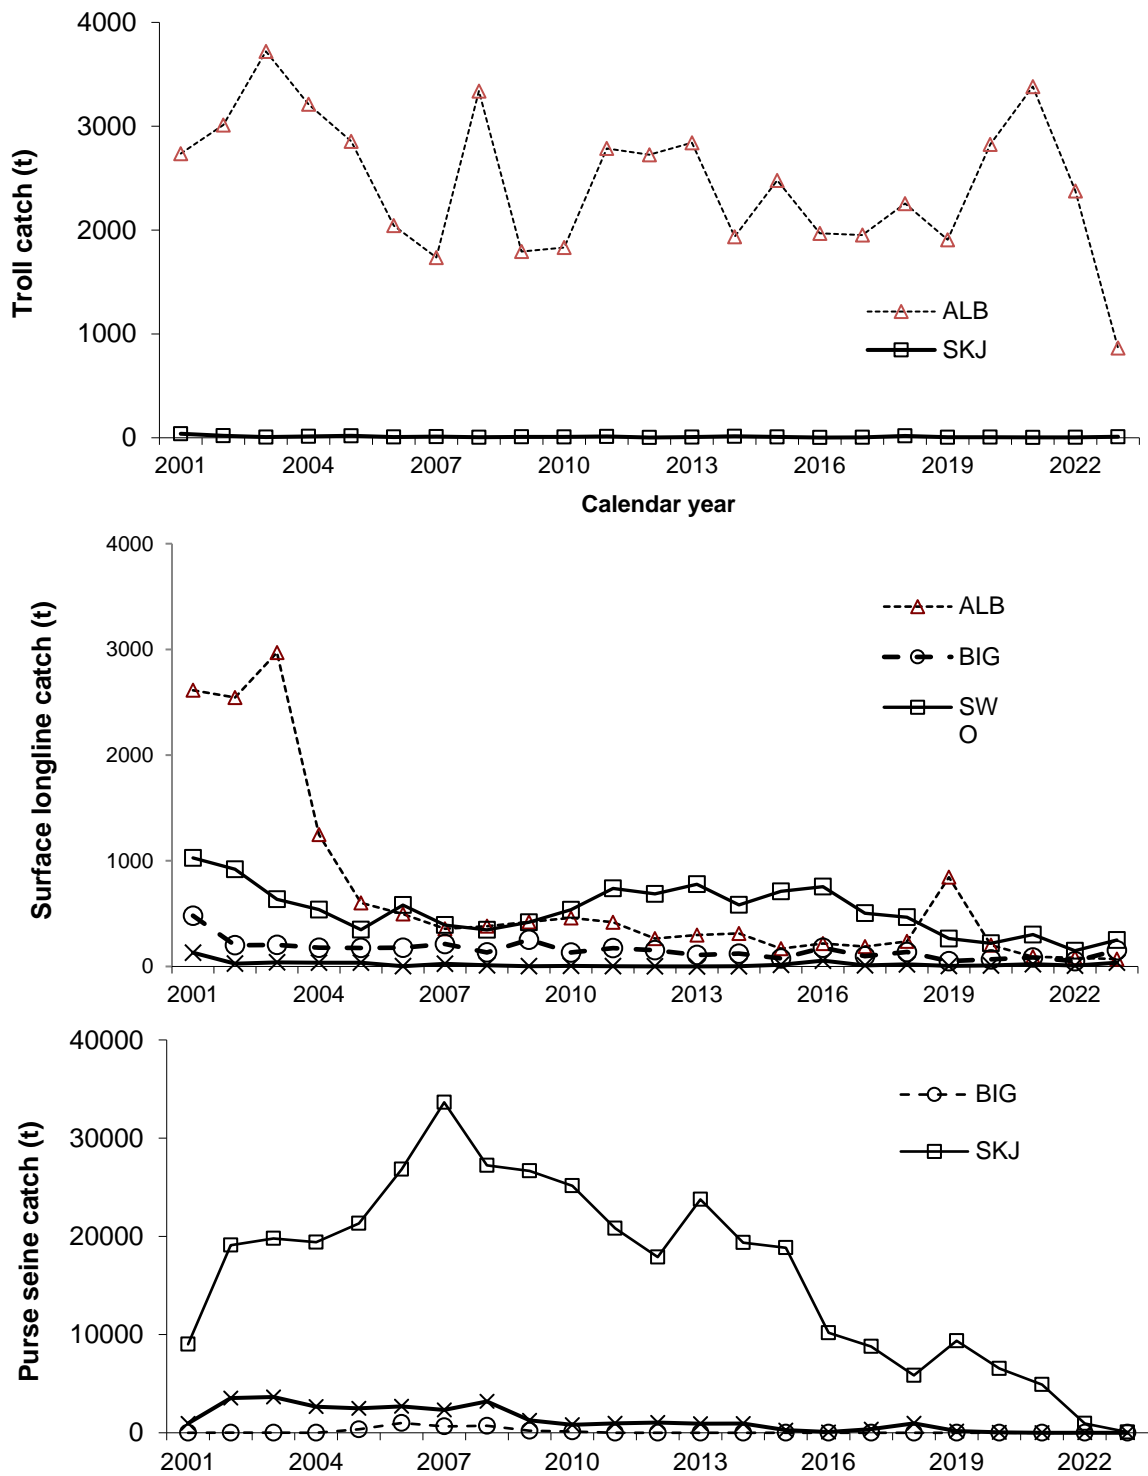 4000
3000
2000
1000
0
Troll catch (t)
ALB
SKJ
2001 2004 2007 2010 2013 2016 2019 2022
Calendar year
4000
3000
2000
1000
0
Surface longline catch (t)
ALB
BIG
SW
O
2001 2004 2007 2010 2013 2016 2019 2022
40000
30000
20000
10000
0
Purse seine catch (t)
BIG
SKJ
2001 2004 2007 2010 2013 2016 2019 2022